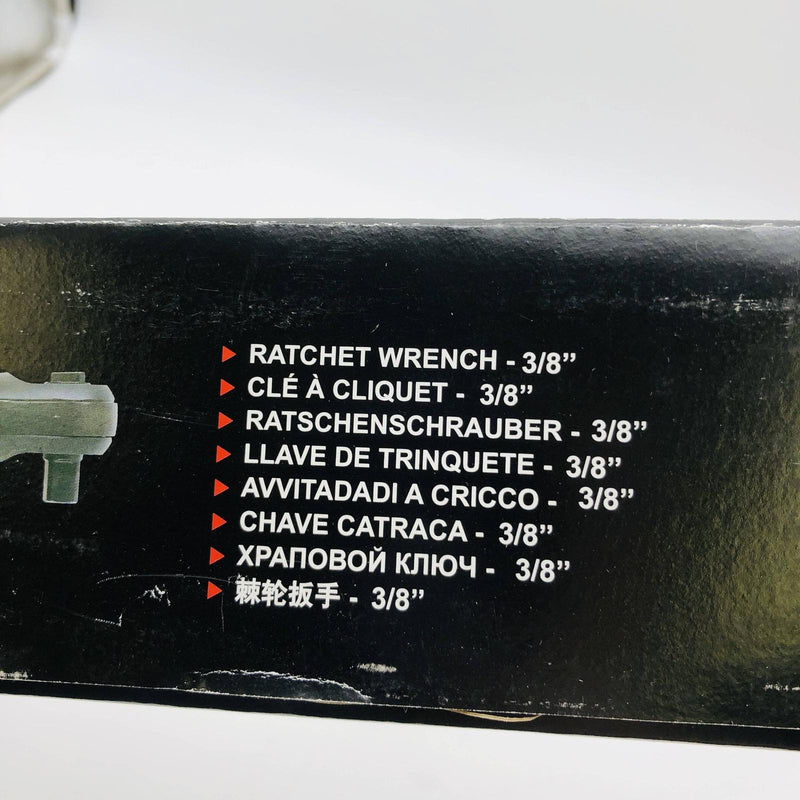 RATCHET WRENCH - 3/8”
CLÉ À CLIQUET - 3/8”
RATSCHENSCHRAUBER - 3/8”
LLAVE DE TRINQUETE - 3/8”
AVVITADADI A CRICCO - 3/8”
CHAVE CATRACA - 3/8”
ХРАПОВОЙ КЛЮЧ - 3/8”
棘轮扳手 - 3/8”